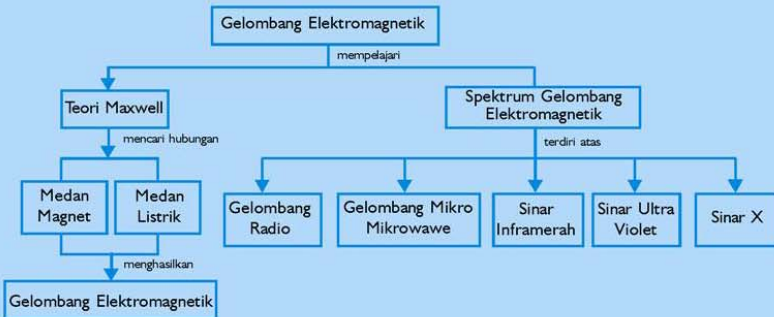 Gelombang Elektromagnetik
mempelajari
Teori Maxwell
Spektrum Gelombang
Elektromagnetik
mencari hubungan
terdiri atas
Medan
Magnet
Medan
Listrik
Gelombang
Radio
Gelombang Mikro
Mikrowawe
Sinar
Inframerah
Sinar Ultra
Violet
Sinar X
menghasilkan
Gelombang Elektromagnetik